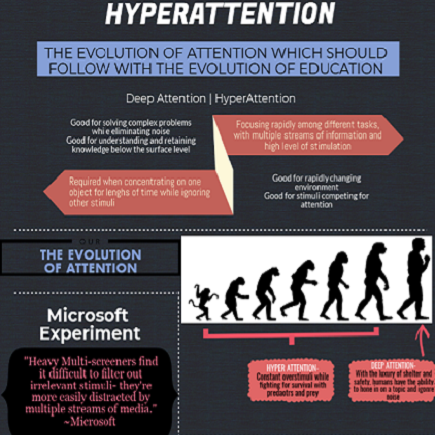 HYPERATTENTION
THE EVOLUTION OF ATTENTION WHICH SHOULD
FOLLOW WITH THE EVOLUTION OF EDUCATION
Deep Attention | HyperAttention
Good for solving complex problems
while eliminating noise
Good for understanding and retaining
knowledge below the surface level
Focusing rapidly among different tasks,
with multiple streams of information and
high level of stimulation
Required when concentrating on one
object for lenghs of time while ignoring
other stimuli
Good for rapidly changing
environment
Good for stimuli competing for
attention
OUR
THE EVOLUTION
OF ATTENTION
Microsoft
Experiment
"Heavy Multi-screeners find
it difficult to filter out
irrelevant stimuli- they're
more easily distracted by
multiple streams of media."
~Microsoft
HYPER ATTENTION-
Constant overstimuli while
fighting for survival with
predaotrs and prey
DEEP ATTENTION-
With the luxury of shelter and
safety, humans have the ability
to hone in on a topic and ignore
noise